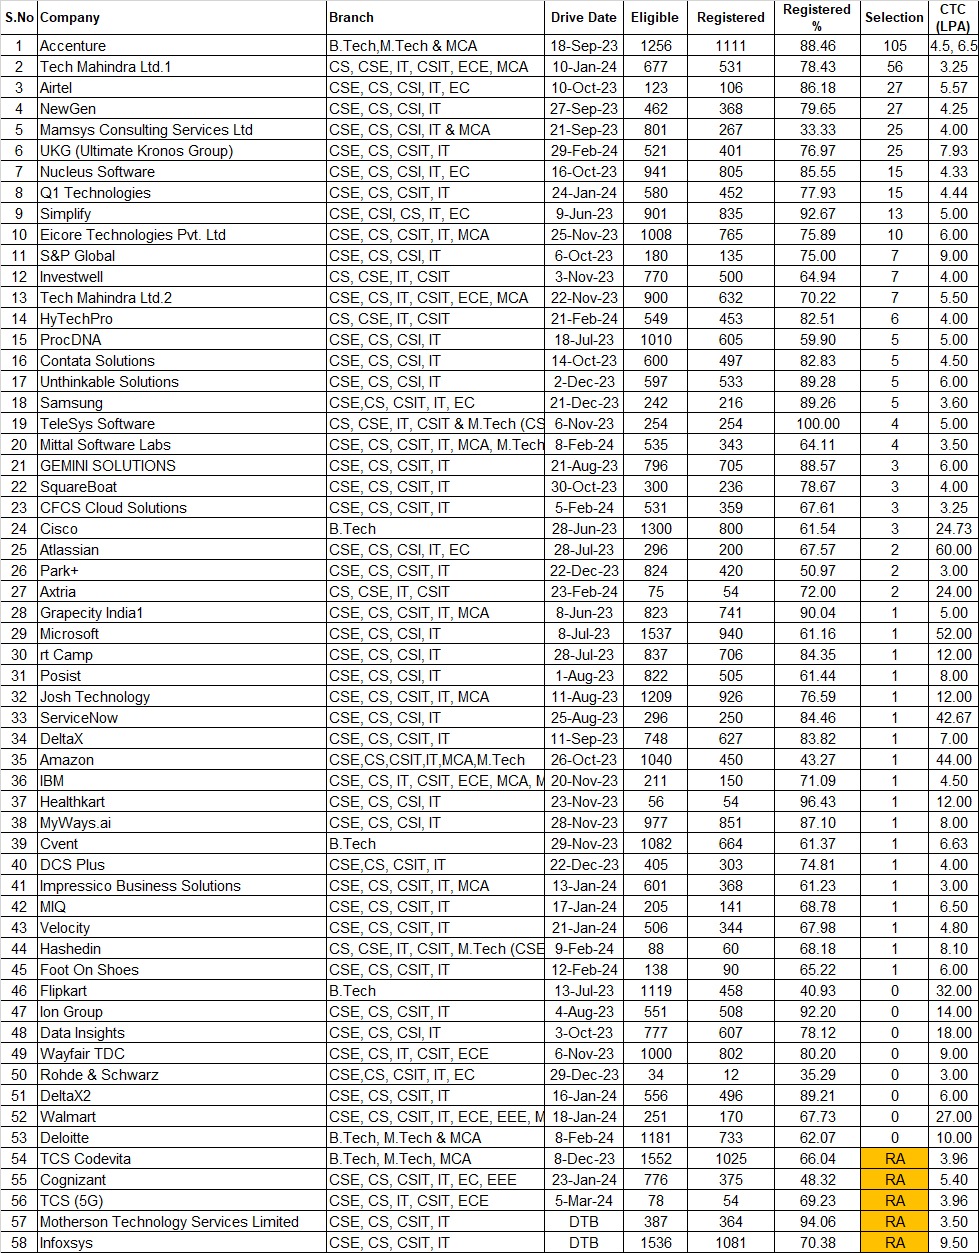 S.No Company Branch Drive Date Eligible Registered Registered % Selection CTC (LPA)
1 Accenture B.Tech,M.Tech & MCA 18-Sep-23 1256 1111 88.46 105 4.5, 6.5
2 Tech Mahindra Ltd.1 CS, CSE, IT, CSIT, ECE, MCA 10-Jan-24 677 531 78.43 56 3.25
3 Airtel CSE, CS, CSI, IT, EC 10-Oct-23 123 106 86.18 27 5.57
4 NewGen CSE, CS, CSI, IT 27-Sep-23 462 368 79.65 27 4.25
5 Mamsys Consulting Services Ltd CSE, CS, CSI, IT & MCA 21-Sep-23 801 267 33.33 25 4.00
6 UKG (Ultimate Kronos Group) CSE, CS, CSIT, IT 29-Feb-24 521 401 76.97 25 7.93
7 Nucleus Software CSE, CS, CSI, IT, EC 16-Oct-23 941 805 85.55 15 4.33
8 Q1 Technologies CSE, CS, CSIT, IT 24-Jan-24 580 452 77.93 15 4.44
9 Simplify CSE, CSI, CS, IT, EC 9-Jun-23 901 835 92.67 13 5.00
10 Eicore Technologies Pvt. Ltd CSE, CS, CSIT, IT, MCA 25-Nov-23 1008 765 75.89 10 6.00
11 S&P Global CSE, CS, CSI, IT 6-Oct-23 180 135 75.00 7 9.00
12 Investwell CS, CSE, IT, CSIT 3-Nov-23 770 500 64.94 7 4.00
13 Tech Mahindra Ltd.2 CSE, CS, IT, CSIT, ECE, MCA 22-Nov-23 900 632 70.22 7 5.50
14 HyTechPro CS, CSE, IT, CSIT 21-Feb-24 549 453 82.51 6 4.00
15 ProcDNA CSE, CS, CSI, IT 18-Jul-23 1010 605 59.90 5 5.00
16 Contata Solutions CSE, CS, CSI, IT 14-Oct-23 600 497 82.83 5 4.50
17 Unthinkable Solutions CSE, CS, CSI, IT 2-Dec-23 597 533 89.28 5 6.00
18 Samsung CSE,CS, CSIT, IT, EC 21-Dec-23 242 216 89.26 5 3.60
19 TeleSys Software CS, CSE, IT, CSIT & M.Tech (CS 6-Nov-23 254 254 100.00 4 5.00
20 Mittal Software Labs CSE, CS, CSIT, IT, MCA, M.Tech 8-Feb-24 535 343 64.11 4 3.50
21 GEMINI SOLUTIONS CSE, CS, CSIT, IT 21-Aug-23 796 705 88.57 3 6.00
22 SquareBoat CSE, CS, CSIT, IT 30-Oct-23 300 236 78.67 3 4.00
23 CFCS Cloud Solutions CSE, CS, CSIT, IT 5-Feb-24 531 359 67.61 3 3.25
24 Cisco B.Tech 28-Jun-23 1300 800 61.54 3 24.73
25 Atlassian CSE, CS, CSI, IT, EC 28-Jul-23 296 200 67.57 2 60.00
26 Park+ CSE, CS, CSIT, IT 22-Dec-23 824 420 50.97 2 3.00
27 Axtria CS, CSE, IT, CSIT 23-Feb-24 75 54 72.00 2 24.00
28 Grapecity India1 CSE, CS, CSIT, IT, MCA 8-Jun-23 823 741 90.04 1 5.00
29 Microsoft CSE, CS, CSI, IT 8-Jul-23 1537 940 61.16 1 52.00
30 rt Camp CSE, CS, CSI, IT 28-Jul-23 837 706 84.35 1 12.00
31 Posist CSE, CS, CSI, IT 1-Aug-23 822 505 61.44 1 8.00
32 Josh Technology CSE, CS, CSIT, IT, MCA 11-Aug-23 1209 926 76.59 1 12.00
33 ServiceNow CSE, CS, CSI, IT 25-Aug-23 296 250 84.46 1 42.67
34 DeltaX CSE, CS, CSIT, IT 11-Sep-23 748 627 83.82 1 7.00
35 Amazon CSE,CS,CSIT,IT,MCA,M.Tech 26-Oct-23 1040 450 43.27 1 44.00
36 IBM CSE, CS, IT, CSIT, ECE, MCA, M 20-Nov-23 211 150 71.09 1 4.50
37 Healthkart CSE, CS, CSI, IT 23-Nov-23 56 54 96.43 1 12.00
38 MyWays.ai CSE, CS, CSI, IT 28-Nov-23 977 851 87.10 1 8.00
39 Cvent B.Tech 29-Nov-23 1082 664 61.37 1 6.63
40 DCS Plus CSE,CS, CSIT, IT 22-Dec-23 405 303 74.81 1 4.00
41 Impressico Business Solutions CSE, CS, CSIT, IT, MCA 13-Jan-24 601 368 61.23 1 3.00
42 MIQ CSE, CS, CSIT, IT 17-Jan-24 205 141 68.78 1 6.50
43 Velocity CSE, CS, CSIT, IT 21-Jan-24 506 344 67.98 1 4.80
44 Hashedin CS, CSE, IT, CSIT, M.Tech (CSE 9-Feb-24 88 60 68.18 1 8.10
45 Foot On Shoes CSE, CS, CSIT, IT 12-Feb-24 138 90 65.22 1 6.00
46 Flipkart B.Tech 13-Jul-23 1119 458 40.93 0 32.00
47 Ion Group CSE, CS, CSIT, IT 4-Aug-23 551 508 92.20 0 14.00
48 Data Insights CSE, CS, CSI, IT 3-Oct-23 777 607 78.12 0 18.00
49 Wayfair TDC CSE, CS, IT, CSIT, ECE 6-Nov-23 1000 802 80.20 0 9.00
50 Rohde & Schwarz CSE,CS, CSIT, IT, EC 29-Dec-23 34 12 35.29 0 3.00
51 DeltaX2 CSE, CS, CSIT, IT 16-Jan-24 556 496 89.21 0 6.00
52 Walmart CSE, CS, CSIT, IT, ECE, EEE, M 18-Jan-24 251 170 67.73 0 27.00
53 Deloitte B.Tech, M.Tech & MCA 8-Feb-24 1181 733 62.07 0 10.00
54 TCS Codevita B.Tech, M.Tech, MCA 8-Dec-23 1552 1025 66.04 RA 3.96
55 Cognizant CSE, CS, CSIT, IT, EC, EEE 23-Jan-24 776 375 48.32 RA 5.40
56 TCS (5G) CSE, CS, IT, CSIT, ECE 5-Mar-24 78 54 69.23 RA 3.96
57 Motherson Technology Services Limited CSE, CS, CSIT, IT DTB 387 364 94.06 RA 3.50
58 Infoxsys CSE, CS, CSIT, IT DTB 1536 1081 70.38 RA 9.50